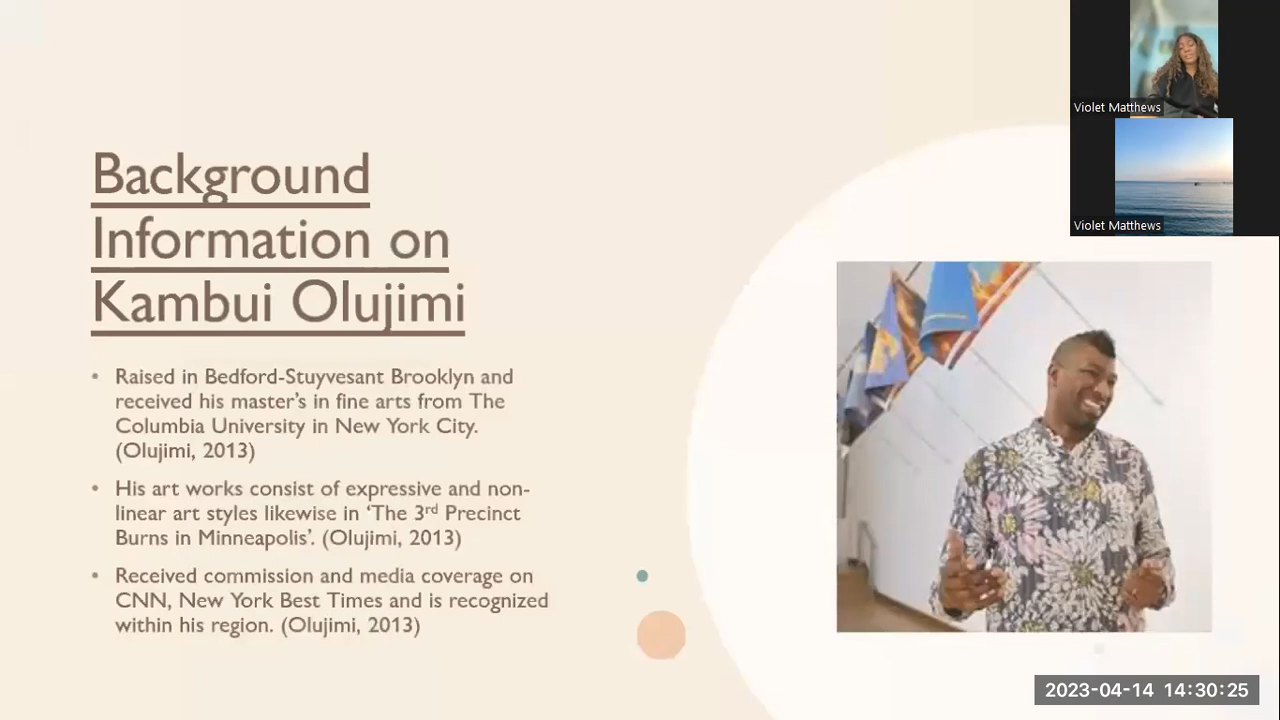 Background
Information on
Kambui Olujimi
• Raised in Bedford-Stuyvesant Brooklyn and
received his master's in fine arts from The
Columbia University in New York City.
(Olujimi, 2013)
• His art works consist of expressive and non-
linear art styles likewise in ‘The 3rd Precinct
Burns in Minneapolis’. (Olujimi, 2013)
• Received commission and media coverage on
CNN, New York Best Times and is recognized
within his region. (Olujimi, 2013)
Violet Matthews
Violet Matthews
2023-04-14 14:30:25